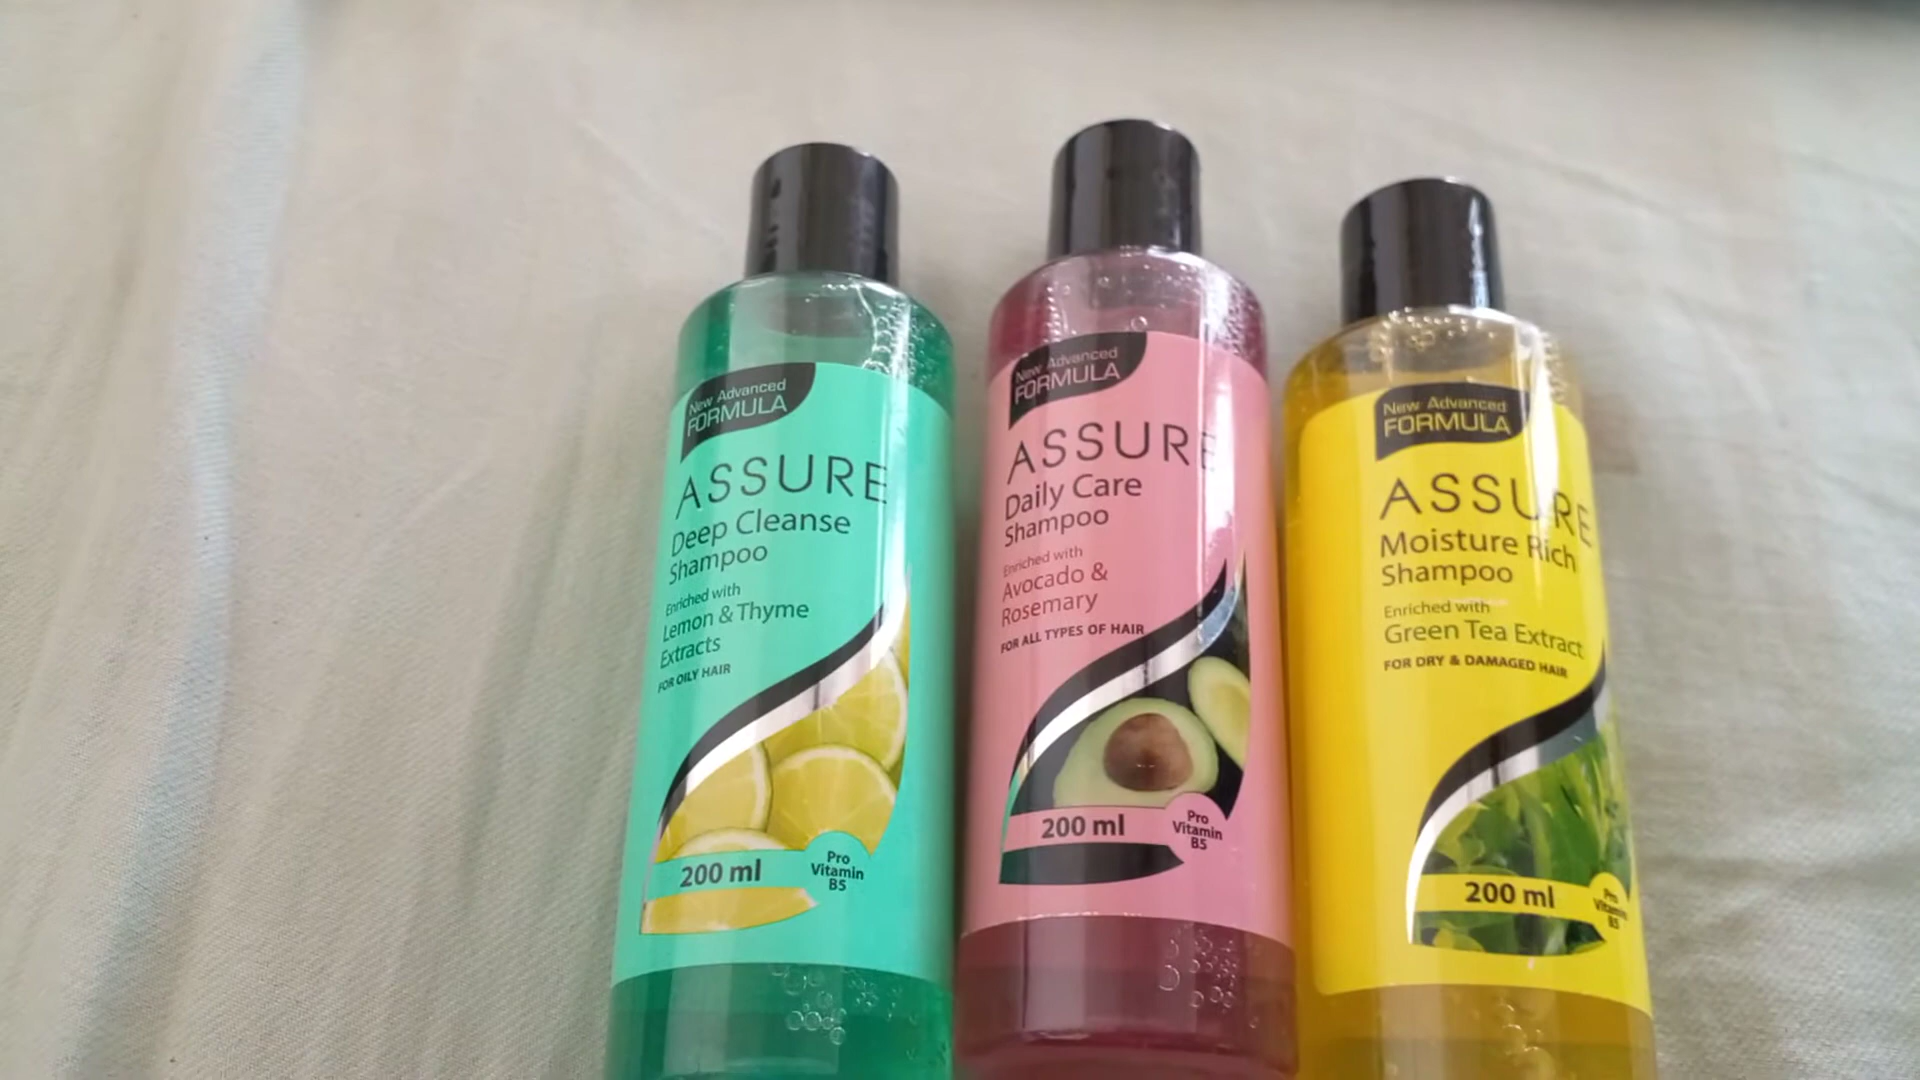 New Advanced
FORMULA
ASSURE
Deep Cleanse
Shampoo
Enriched with
Lemon & Thyme
Extracts
FOR OILY HAIR
200 ml
Pro
Vitamin
B5
New Advanced
FORMULA
ASSURE
Daily Care
Shampoo
Enriched with
Avocado &
Rosemary
FOR ALL TYPES OF HAIR
200 ml
Pro
Vitamin
B5
New Advanced
FORMULA
ASSURE
Moisture Rich
Shampoo
Enriched with
Green Tea Extract
FOR DRY & DAMAGED HAIR
200 ml
Pro
Vitamin
B5